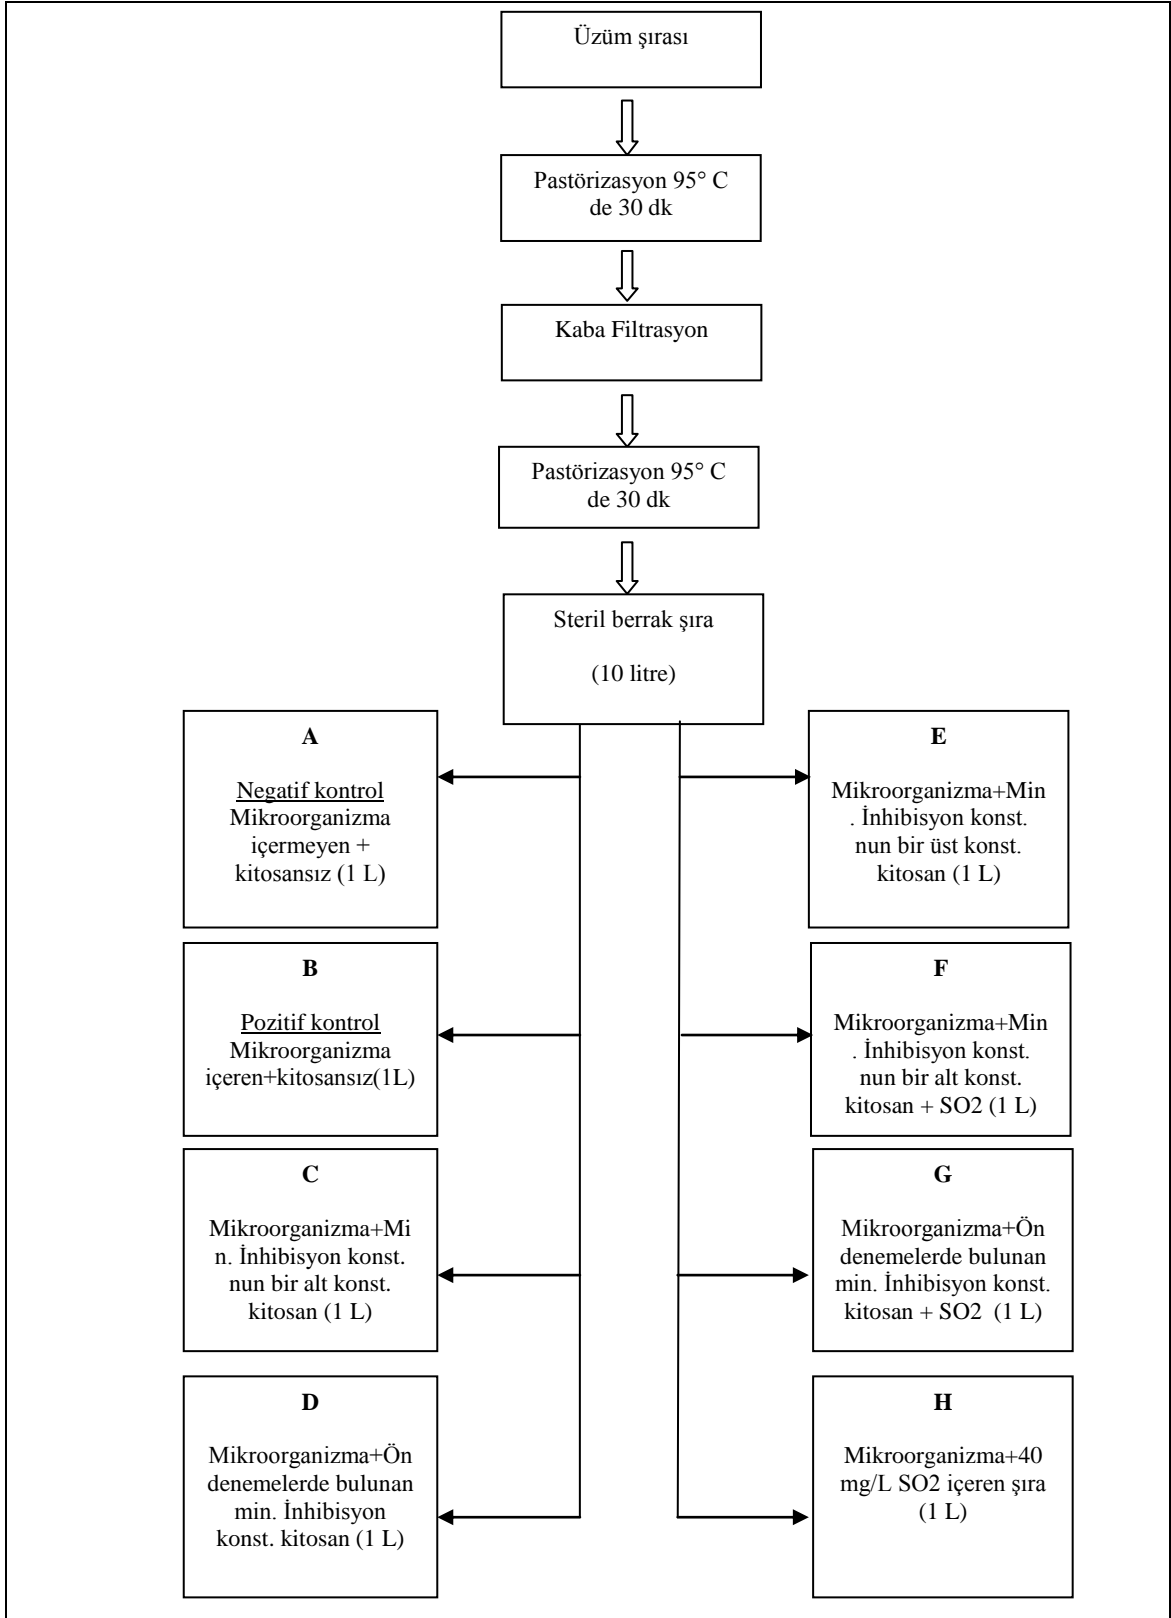 Üzüm şırası
Pastörizasyon 95° C
de 30 dk
Kaba Filtrasyon
Pastörizasyon 95° C
de 30 dk
Steril berrak şıra
(10 litre)
A
Negatif kontrol
Mikroorganizma
içermeyen +
kitosansız (1 L)
B
Pozitif kontrol
Mikroorganizma
içeren+kitosansız(1L)
C
Mikroorganizma+Mi
n. İnhibisyon konst.
nun bir alt konst.
kitosan (1 L)
D
Mikroorganizma+Ön
denemelerde bulunan
min. İnhibisyon
konst. kitosan (1 L)
E
Mikroorganizma+Min
. İnhibisyon konst.
nun bir üst konst.
kitosan (1 L)
F
Mikroorganizma+Min
. İnhibisyon konst.
nun bir alt konst.
kitosan + SO2 (1 L)
G
Mikroorganizma+Ön
denemelerde bulunan
min. İnhibisyon konst.
kitosan + SO2  (1 L)
H
Mikroorganizma+40
mg/L SO2 içeren şıra
(1 L)